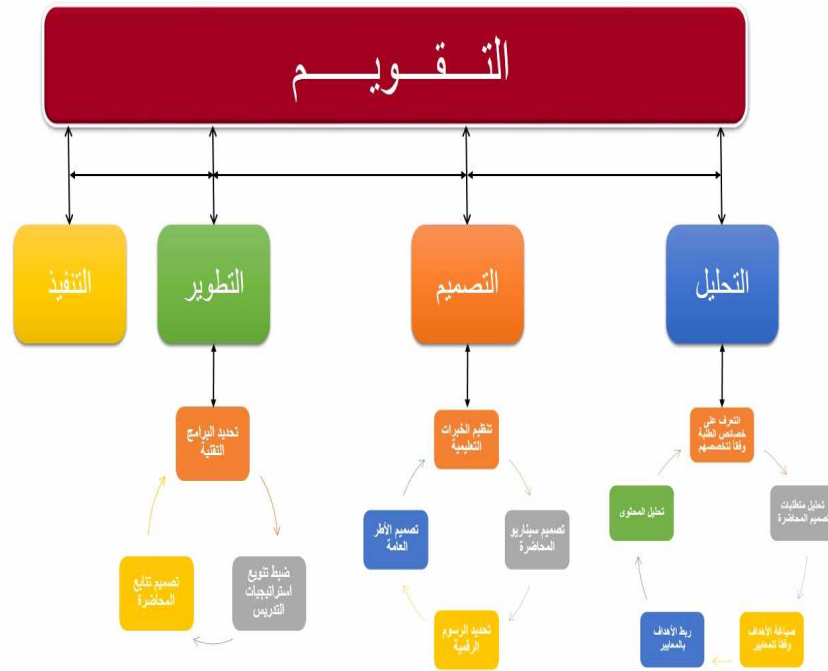 التـقـويـم
التحليل
التصميم
التطوير
التنفيذ
التعرف على
خصائص الطلبة
وفقاً لتخصصهم
تحليل متطلبات
تصميم المحاضرة
صياغة الأهداف
وفقاً للمعايير
ربط الأهداف
بالمعايير
تحليل المحتوى
تنظيم الخبرات
التعليمية
تصميم سيناريو
المحاضرة
تحديد الرسوم
الرقمية
تصميم الأطر
العامة
تحديد البرامج
التقنية
ضبط تنويع
استراتيجيات
التدريس
تصميم تتابع
المحاضرة